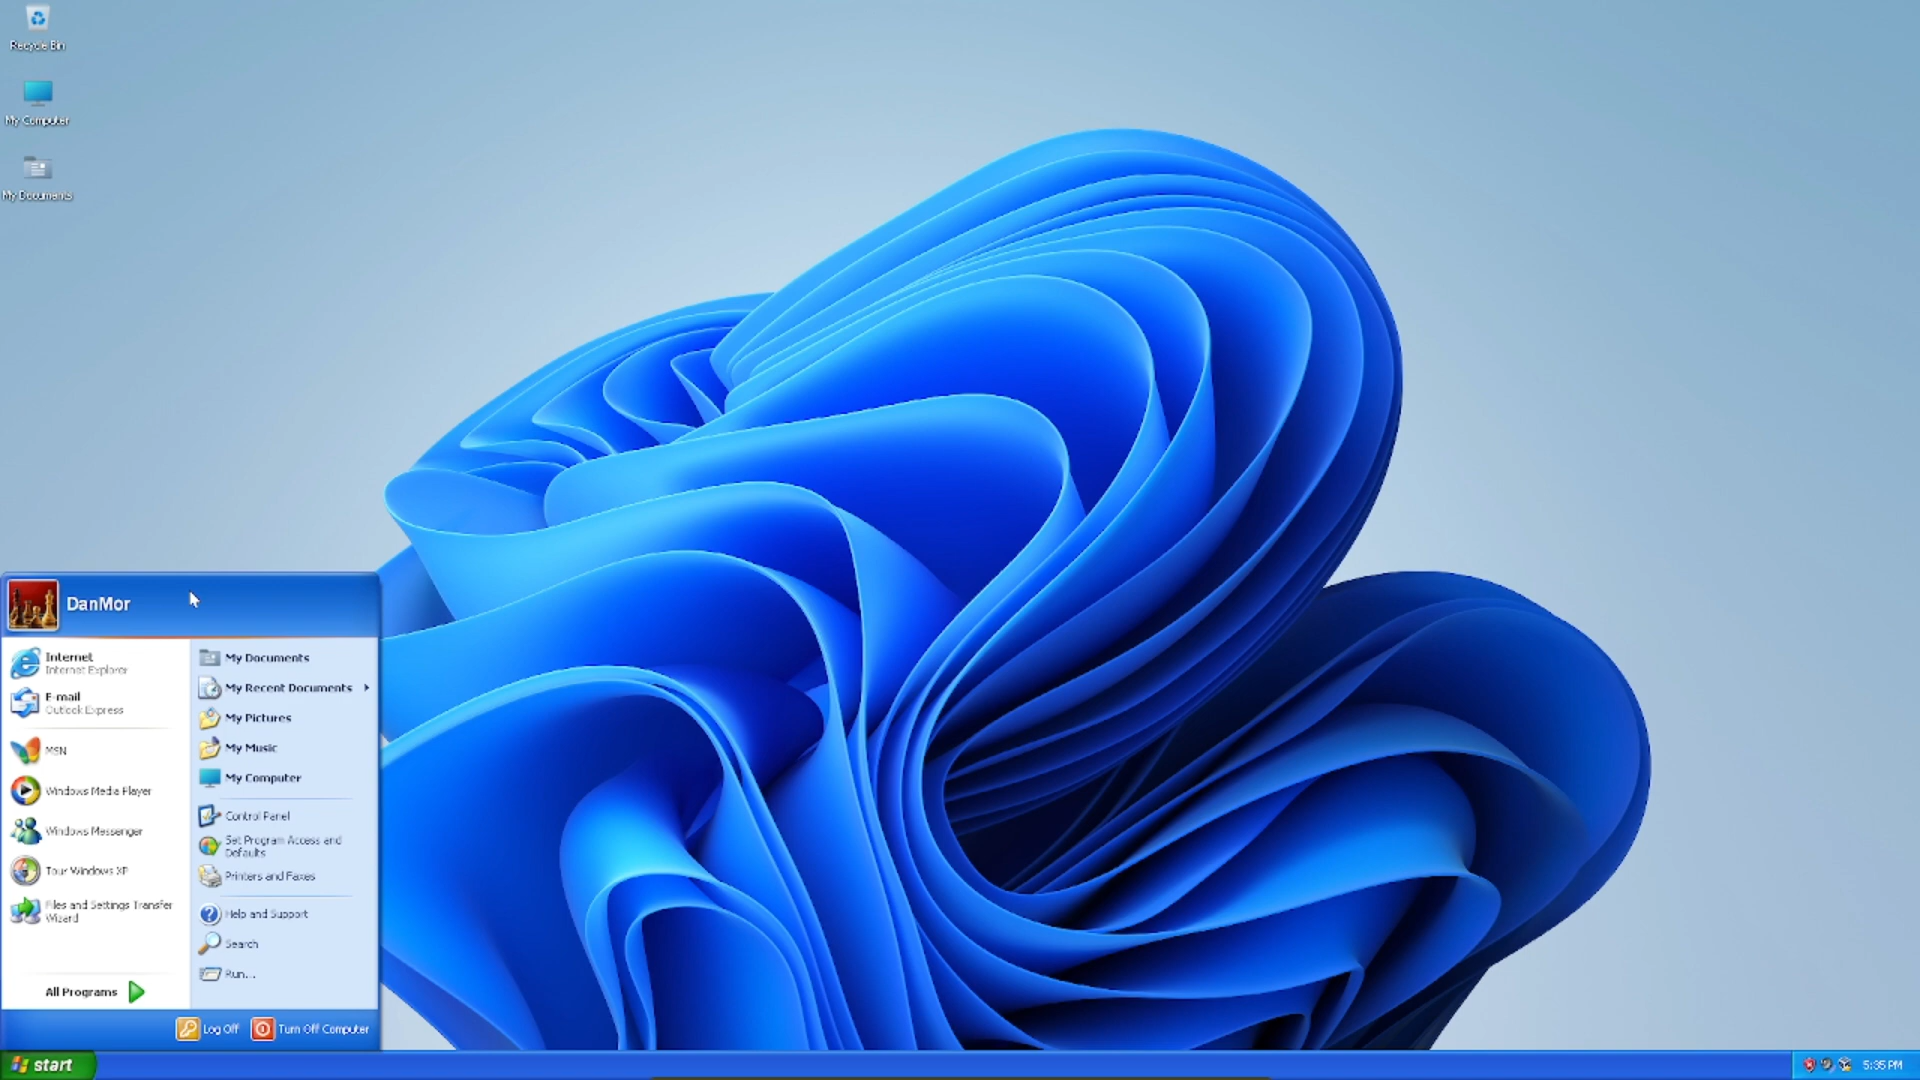 Recycle Bin
My Computer
My Documents
DanMor
Internet
Internet Explorer
E-mail
Outlook Express
MSN
Windows Media Player
Windows Messenger
Tour Windows XP
Files and Settings Transfer
Wizard
All Programs
My Documents
My Recent Documents
My Pictures
My Music
My Computer
Control Panel
Set Program Access and
Defaults
Printers and Faxes
Help and Support
Search
Run...
Log Off
Turn Off Computer
start
5:35 PM